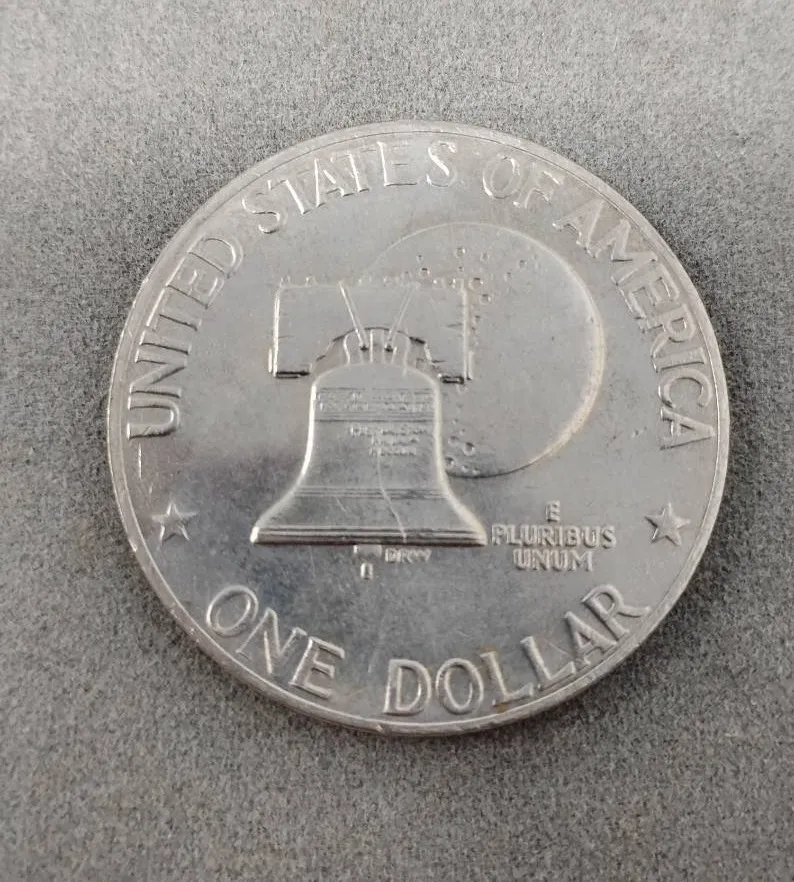 UNITED STATES OF AMERICA
E
PLURIBUS
UNUM
ONE DOLLAR